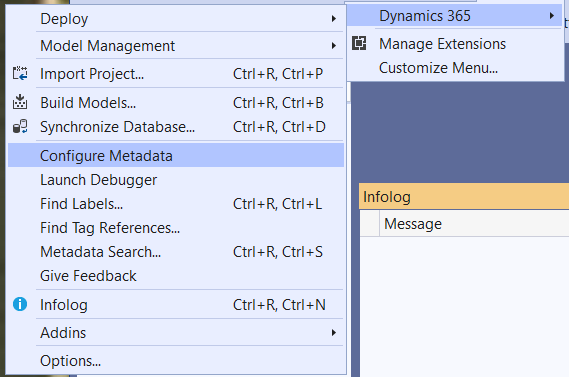 Deploy
Model Management
Import Project... Ctrl+R, Ctrl+P
Build Models... Ctrl+R, Ctrl+B
Synchronize Database... Ctrl+R, Ctrl+D
Configure Metadata
Launch Debugger
Find Labels... Ctrl+R, Ctrl+L
Find Tag References...
Metadata Search... Ctrl+R, Ctrl+S
Give Feedback
Infolog Ctrl+R, Ctrl+N
Addins
Options...
Dynamics 365
Manage Extensions
Customize Menu...
Infolog
Message